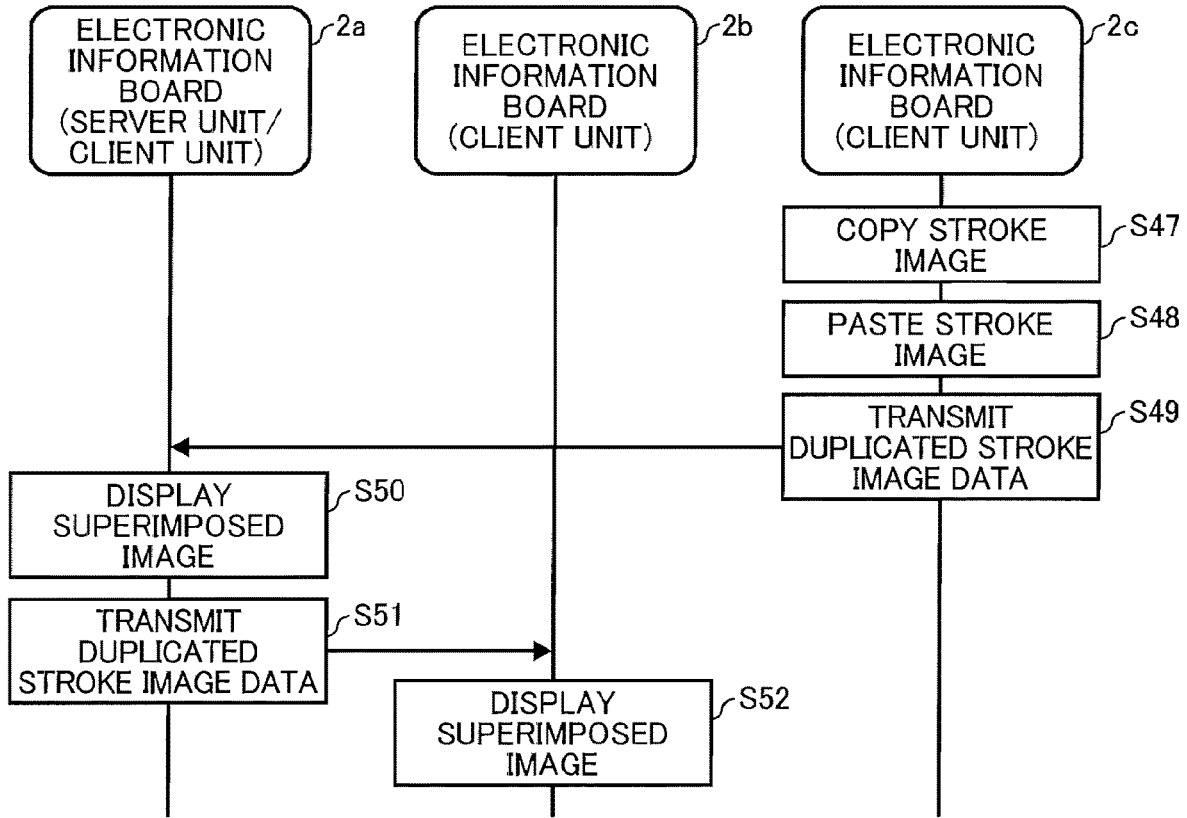 ELECTRONIC
INFORMATION
BOARD
(SERVER UNIT/
CLIENT UNIT)
2a
ELECTRONIC
INFORMATION
BOARD
(CLIENT UNIT)
2b
ELECTRONIC
INFORMATION
BOARD
(CLIENT UNIT)
2c
COPY STROKE
IMAGE
S47
PASTE STROKE
IMAGE
S48
TRANSMIT
DUPLICATED STROKE
IMAGE DATA
S49
DISPLAY
SUPERIMPOSED
IMAGE
S50
TRANSMIT
DUPLICATED
STROKE IMAGE DATA
S51
DISPLAY
SUPERIMPOSED
IMAGE
S52